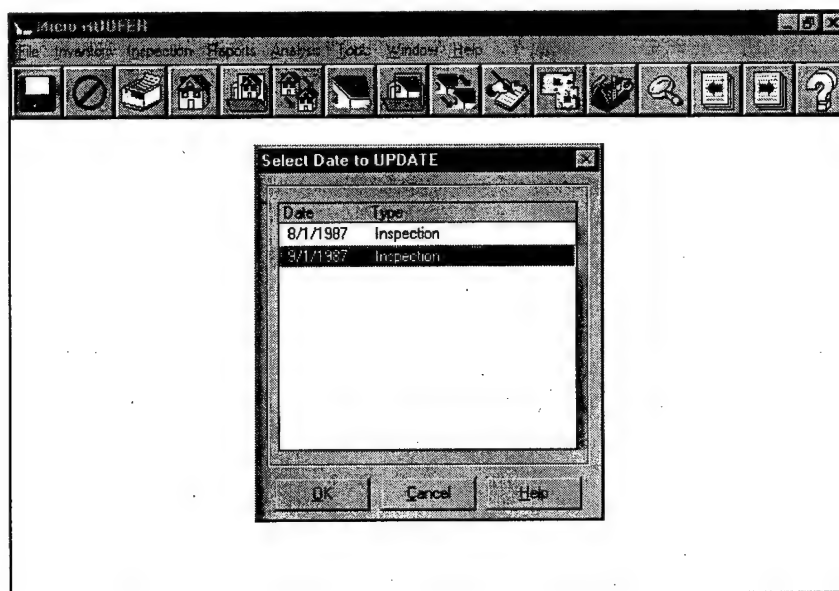 Micro ROOFER
File Inventory Inspection Reports Analysis Tools Window Help
Select Date to UPDATE
Date Type
8/1/1987 Inspection
9/1/1987 Inspection
OK Cancel Help